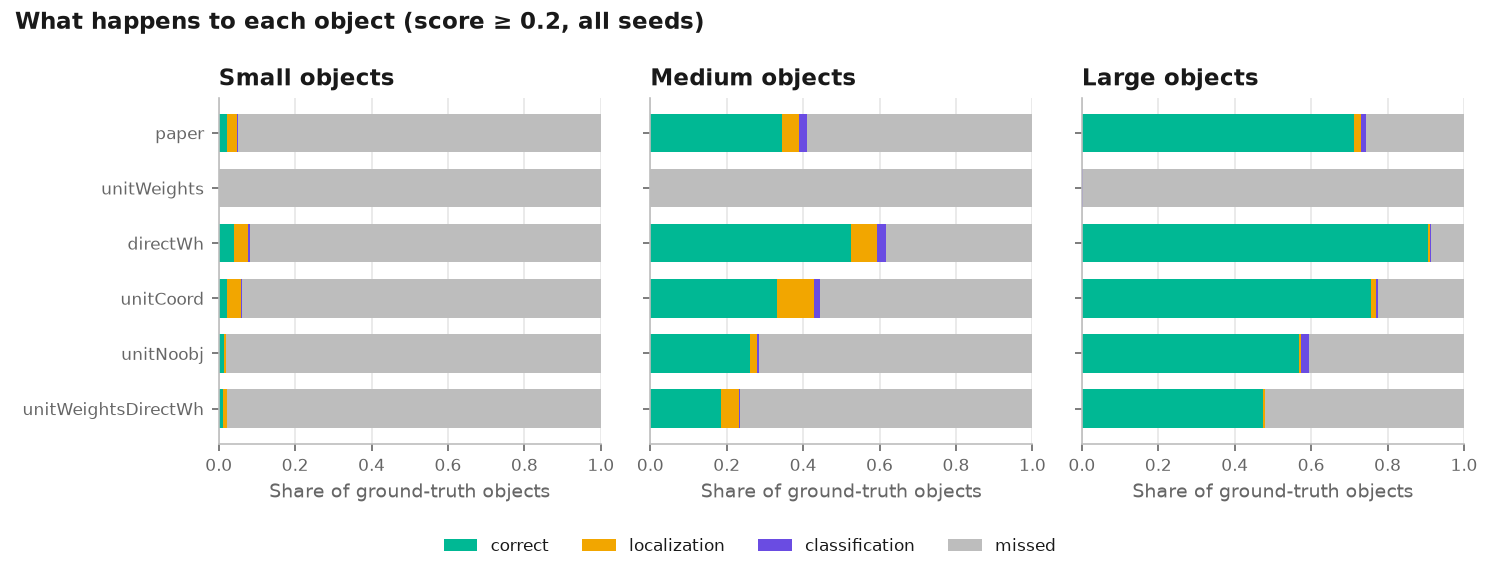 What happens to each object (score ≥ 0.2, all seeds)
Small objects
Medium objects
Large objects
paper
unitWeights
directWh
unitCoord
unitNoobj
unitWeightsDirectWh
0.0 0.2 0.4 0.6 0.8 1.0
0.0 0.2 0.4 0.6 0.8 1.0
0.0 0.2 0.4 0.6 0.8 1.0
Share of ground-truth objects
Share of ground-truth objects
Share of ground-truth objects
correct localization classification missed